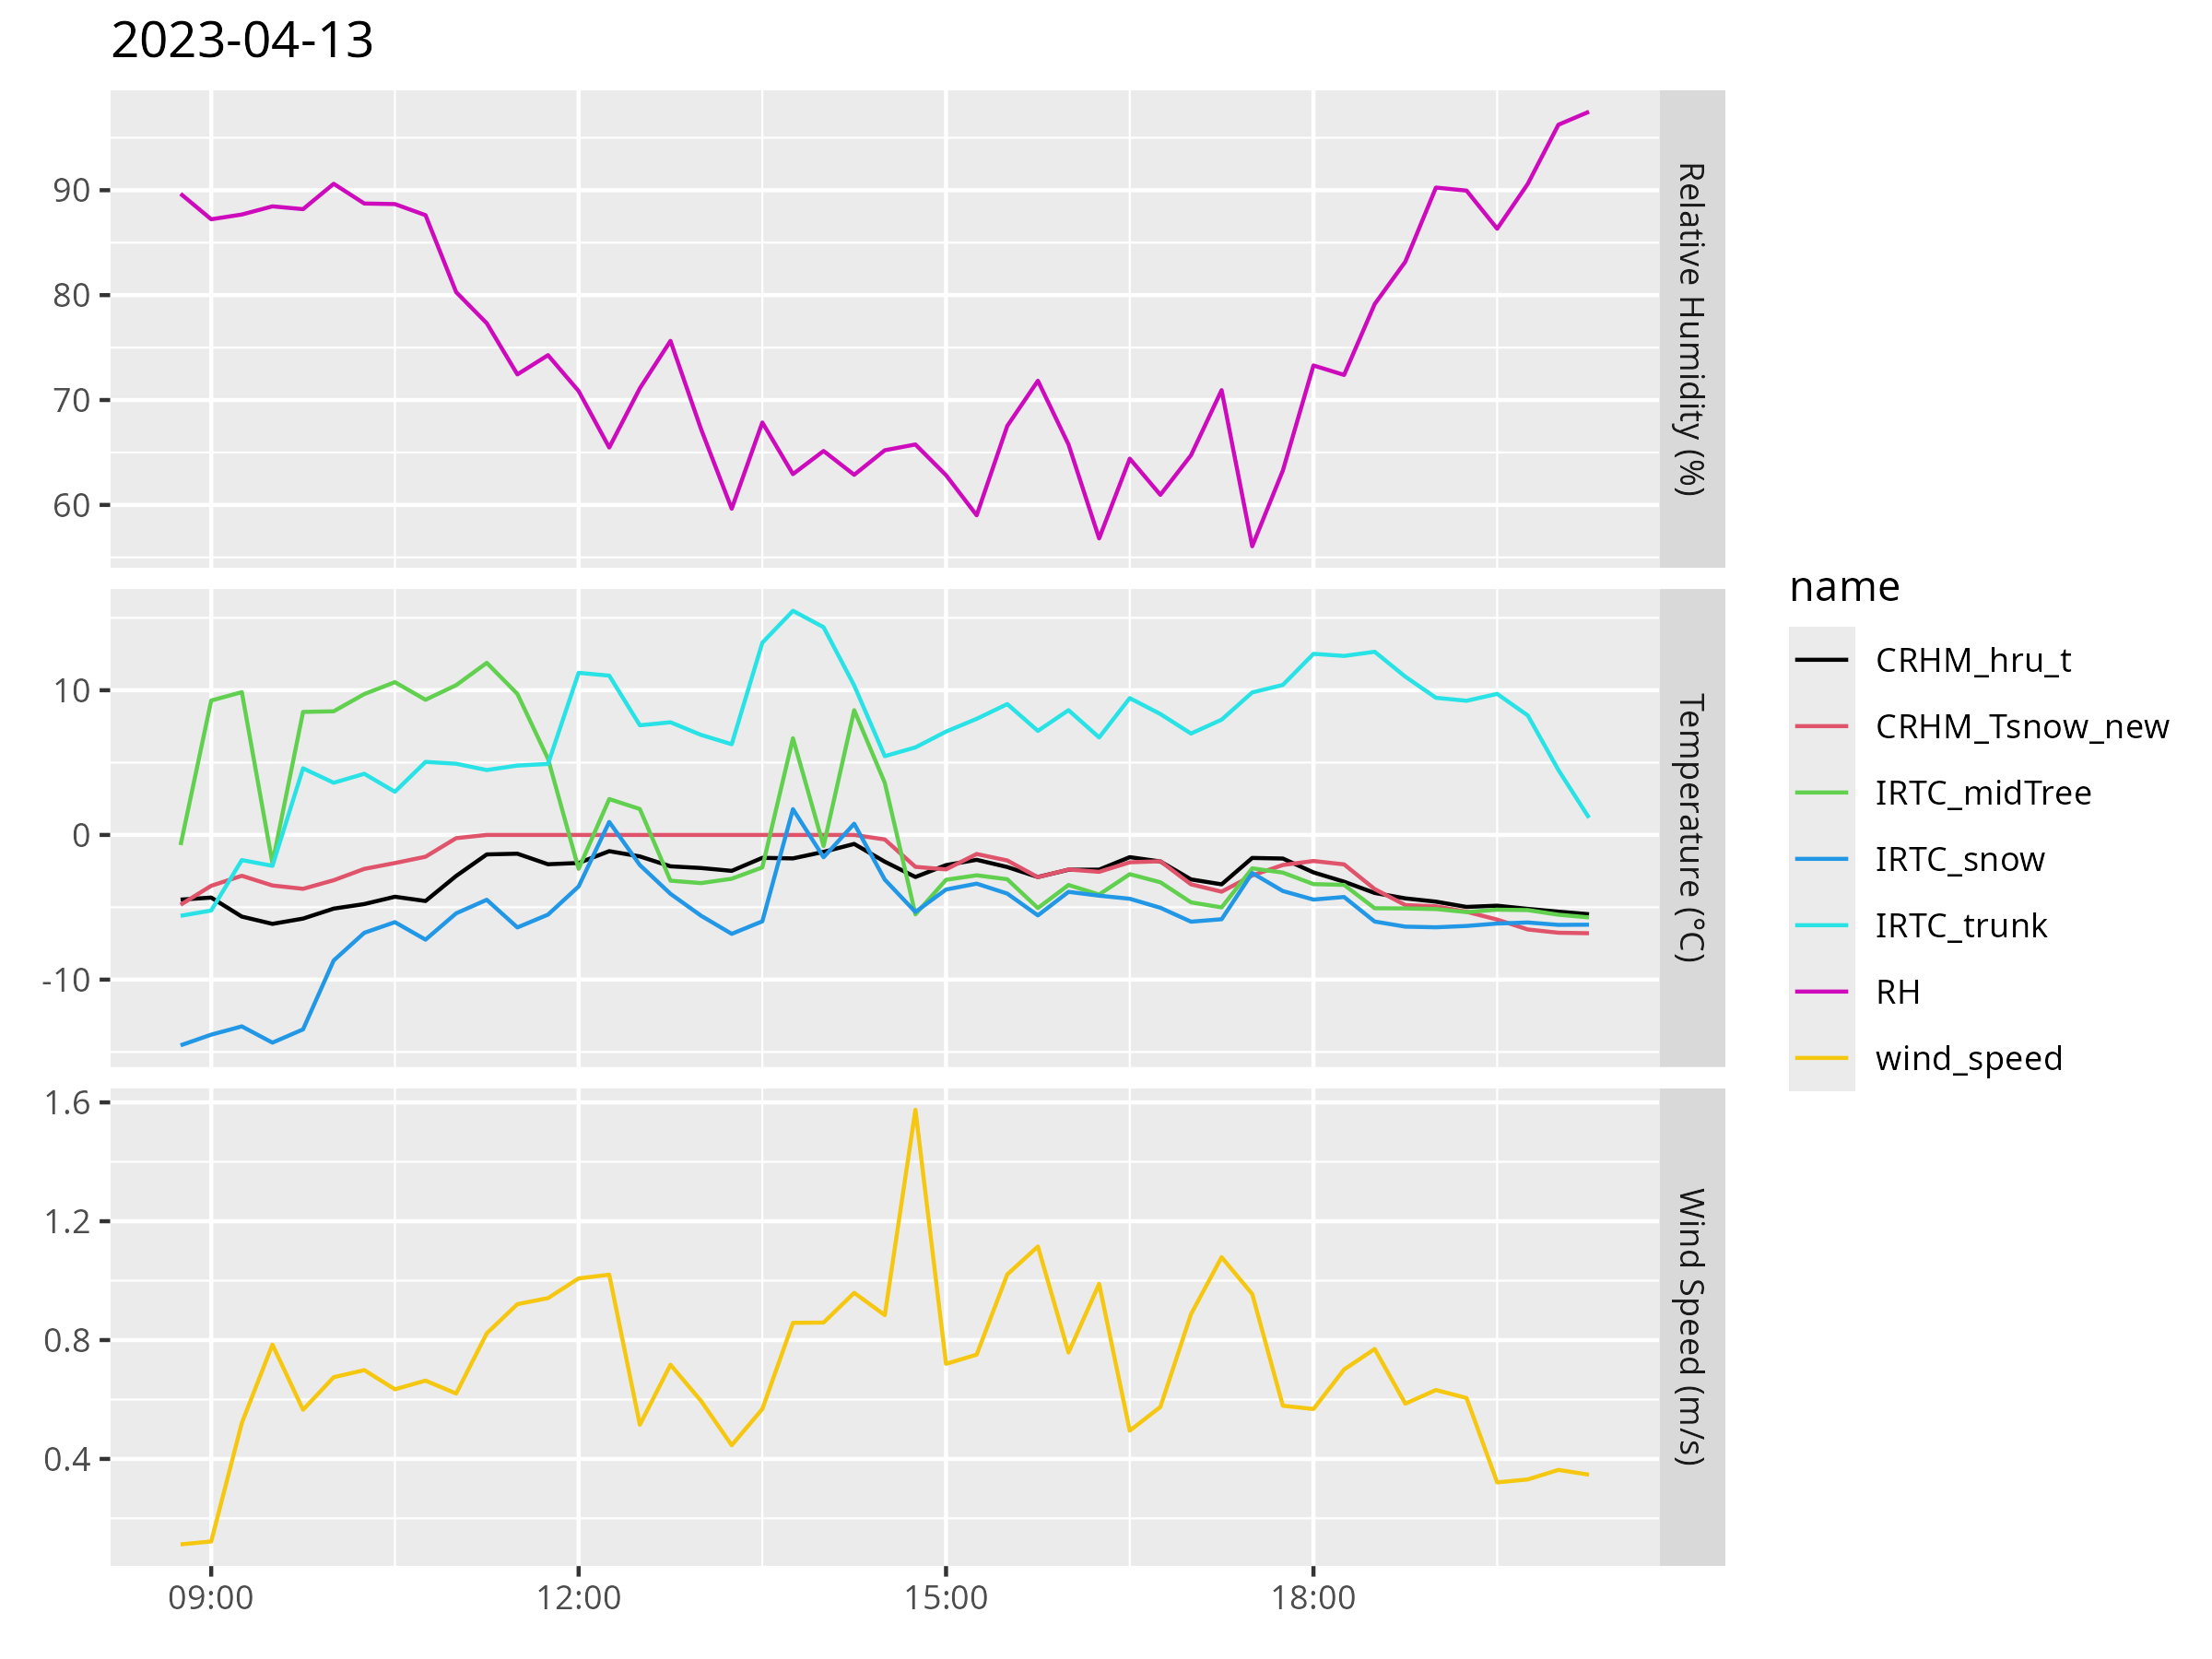 2023-04-13
90
80
70
60
Relative Humidity (%)
10
0
-10
Temperature (°C)
1.6
1.2
0.8
0.4
Wind Speed (m/s)
09:00
12:00
15:00
18:00
name
CRHM_hru_t
CRHM_Tsnow_new
IRTC_midTree
IRTC_snow
IRTC_trunk
RH
wind_speed